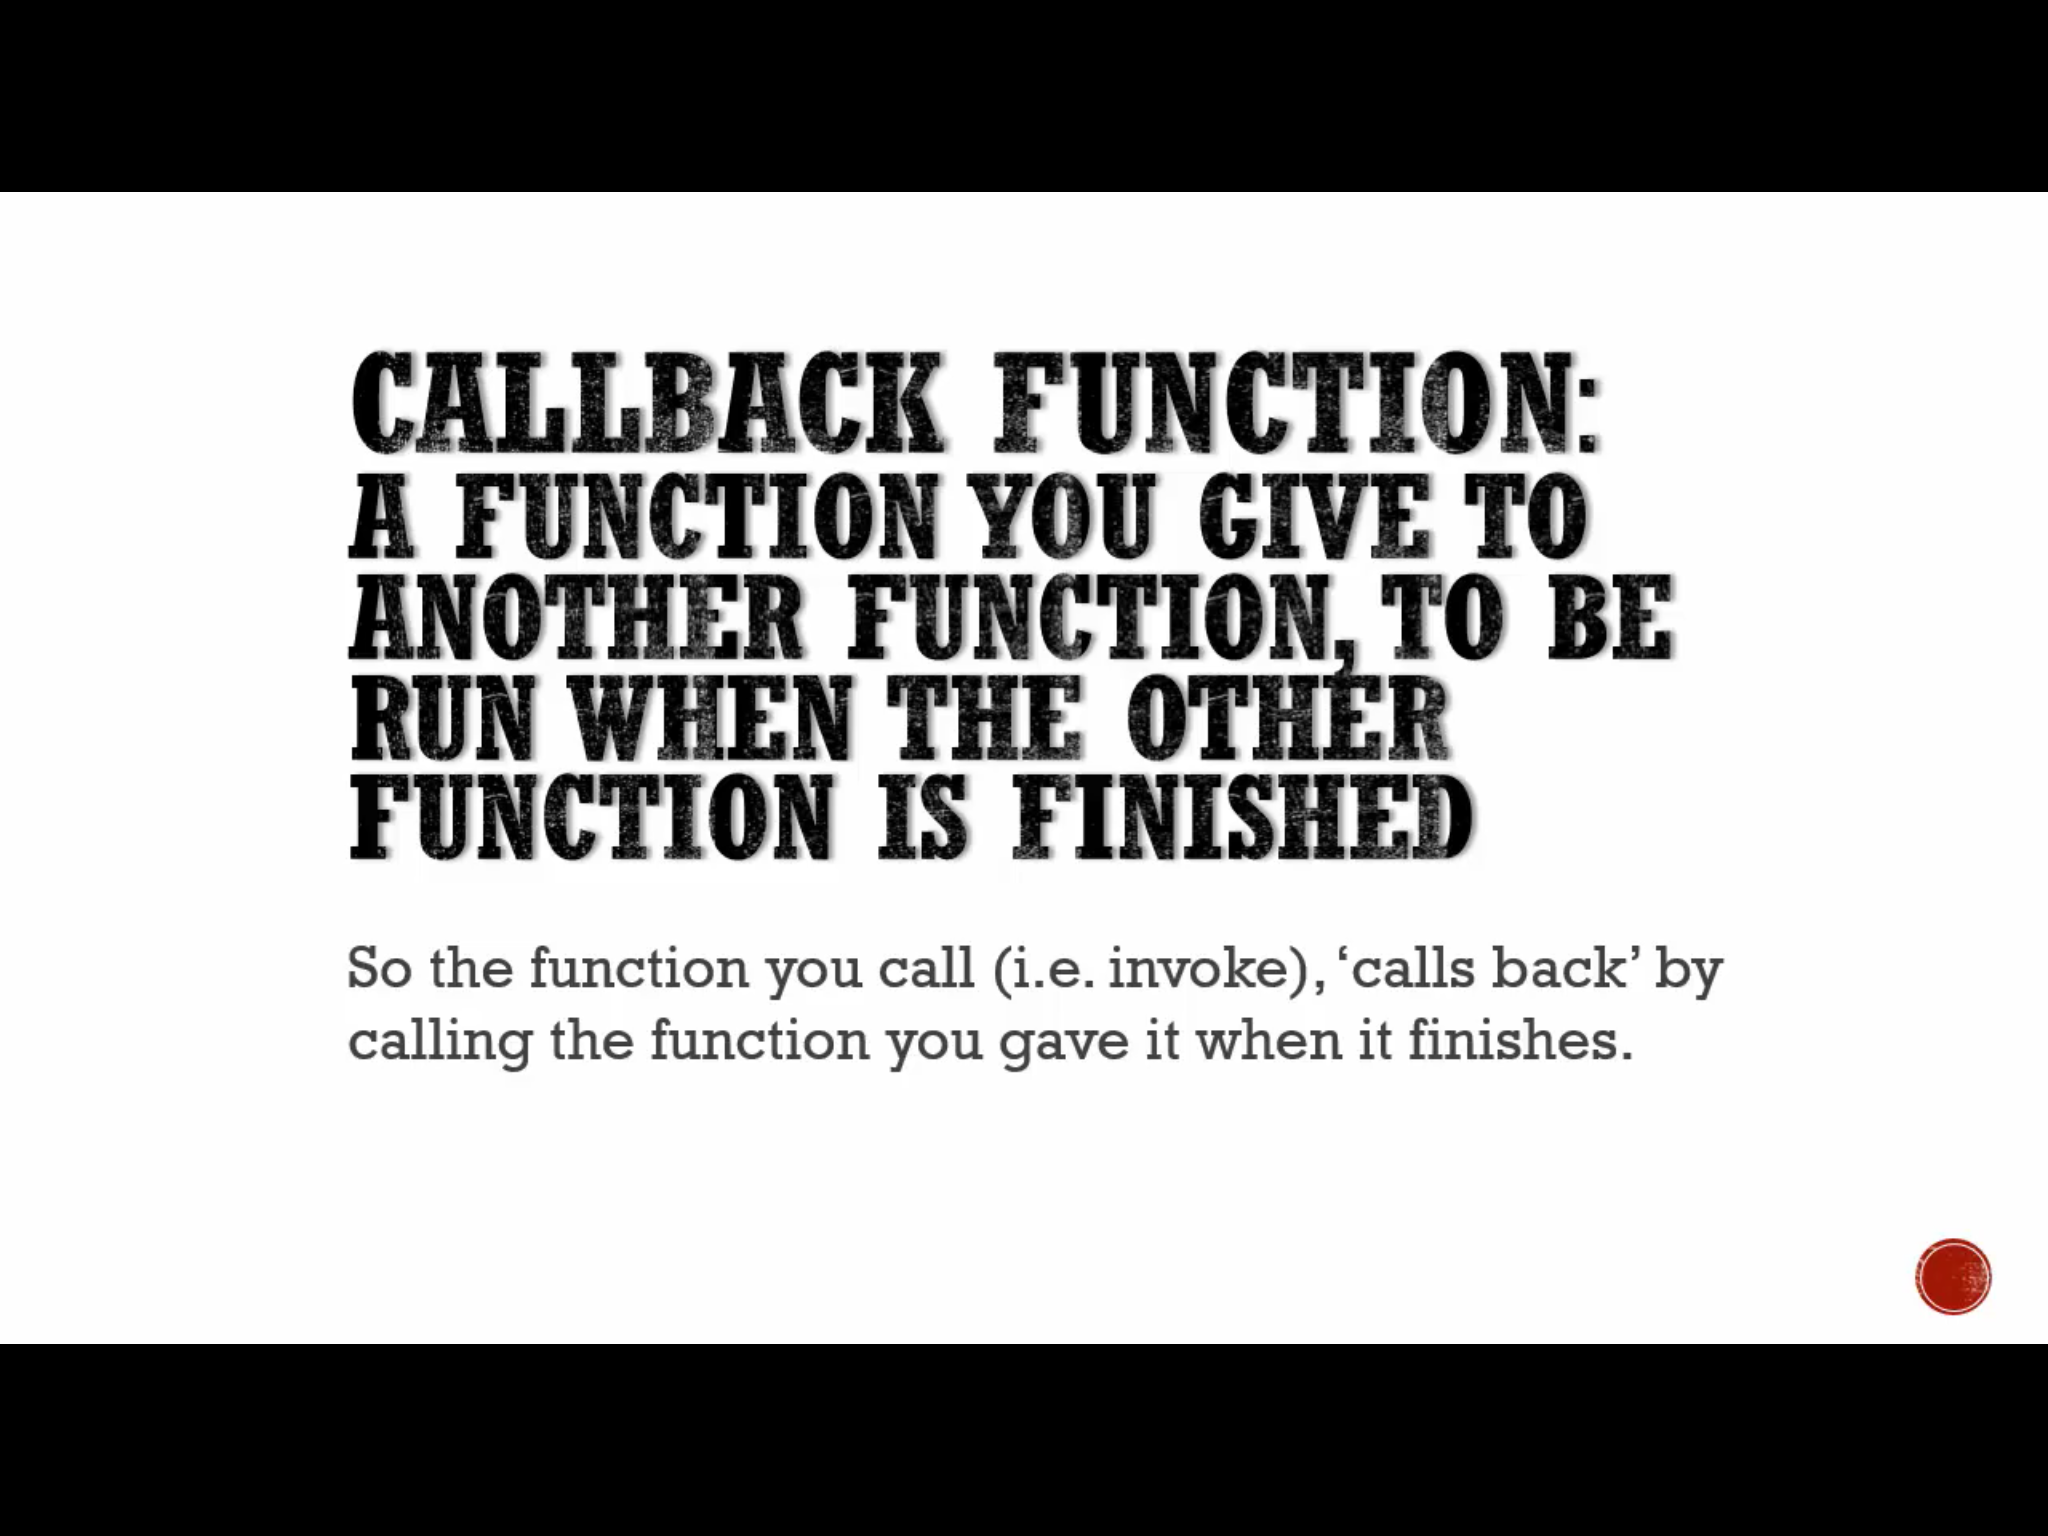 CALLBACK FUNCTION:
A FUNCTION YOU GIVE TO
ANOTHER FUNCTION, TO BE
RUN WHEN THE OTHER
FUNCTION IS FINISHED
So the function you call (i.e. invoke), ‘calls back’ by
calling the function you gave it when it finishes.